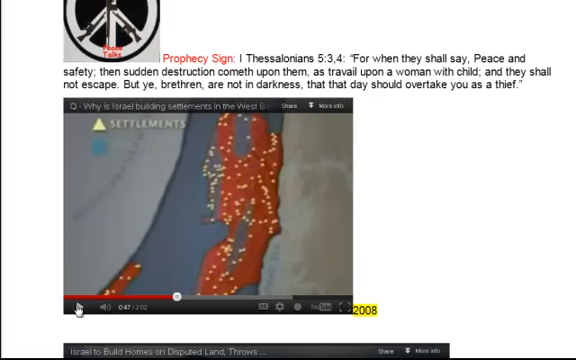 Peace
Talks
Prophecy Sign: I Thessalonians 5:3,4: “For when they shall say, Peace and
safety; then sudden destruction cometh upon them, as travail upon a woman with child; and they shall
not escape. But ye, brethren, are not in darkness, that that day should overtake you as a thief.”
Q - Why is Israel building settlements in the West B
Share More info
SETTLEMENTS
0:47 / 2:02
2008
Israel to Build Homes on Disputed Land, Throws ...
Share More info